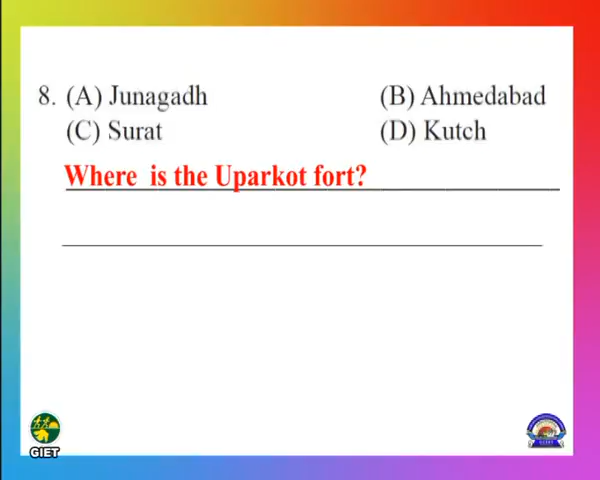 8. (A) Junagadh (B) Ahmedabad
(C) Surat (D) Kutch
Where is the Uparkot fort?
GIET